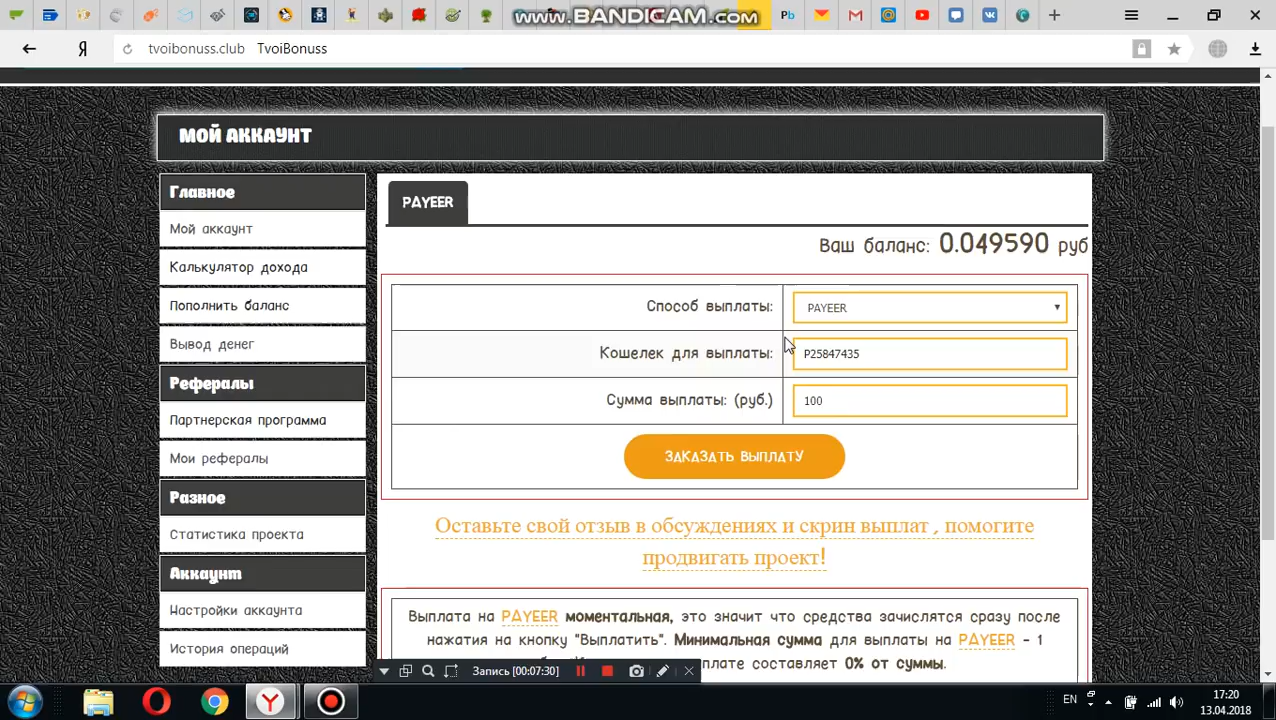 www.BANDICAM.com
Pb
Я
tvoibonuss.club TvoiBonuss
МОЙ АККАУНТ
Главное
Мой аккаунт
Калькулятор дохода
Пополнить баланс
Вывод денег
Рефералы
Партнерская программа
Мои рефералы
Разное
Статистика проекта
Аккаунт
Настройки аккаунта
История операций
PAYEER
Ваш баланс: 0.049590 руб
Способ выплаты: PAYEER
Кошелек для выплаты: P25847435
Сумма выплаты: (руб.) 100
ЗАКАЗАТЬ ВЫПЛАТУ
Оставьте свой отзыв в обсуждениях и скрин выплат , помогите
продвигать проект!
Выплата на PAYEER моментальная, это значит что средства зачислятся сразу после
нажатия на кнопку "Выплатить". Минимальная сумма для выплаты на PAYEER - 1
плате составляет 0% от суммы.
Запись [00:07:30]
EN
17:20
13.04.2018